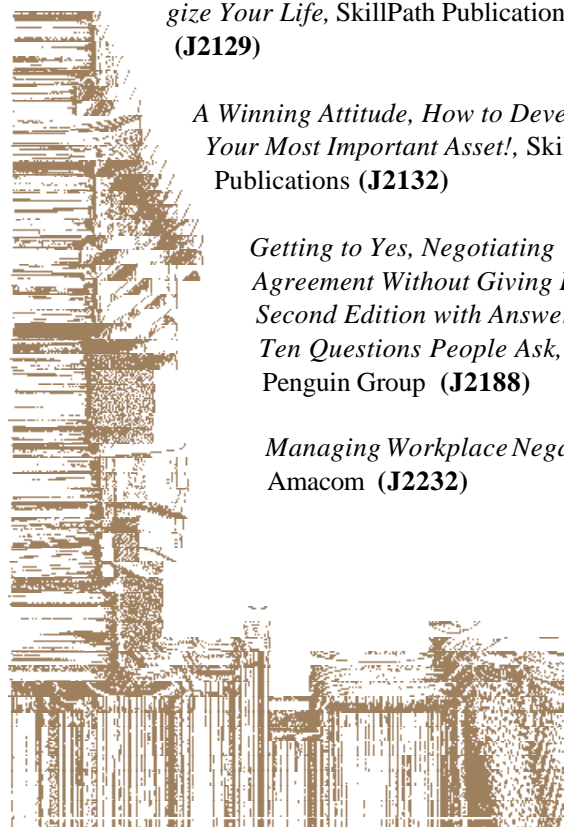 gize Your Life, SkillPath Publication
(J2129)
A Winning Attitude, How to Deve
Your Most Important Asset!, Skil
Publications (J2132)
Getting to Yes, Negotiating
Agreement Without Giving
Second Edition with Answe
Ten Questions People Ask,
Penguin Group (J2188)
Managing Workplace Nega
Amacom (J2232)